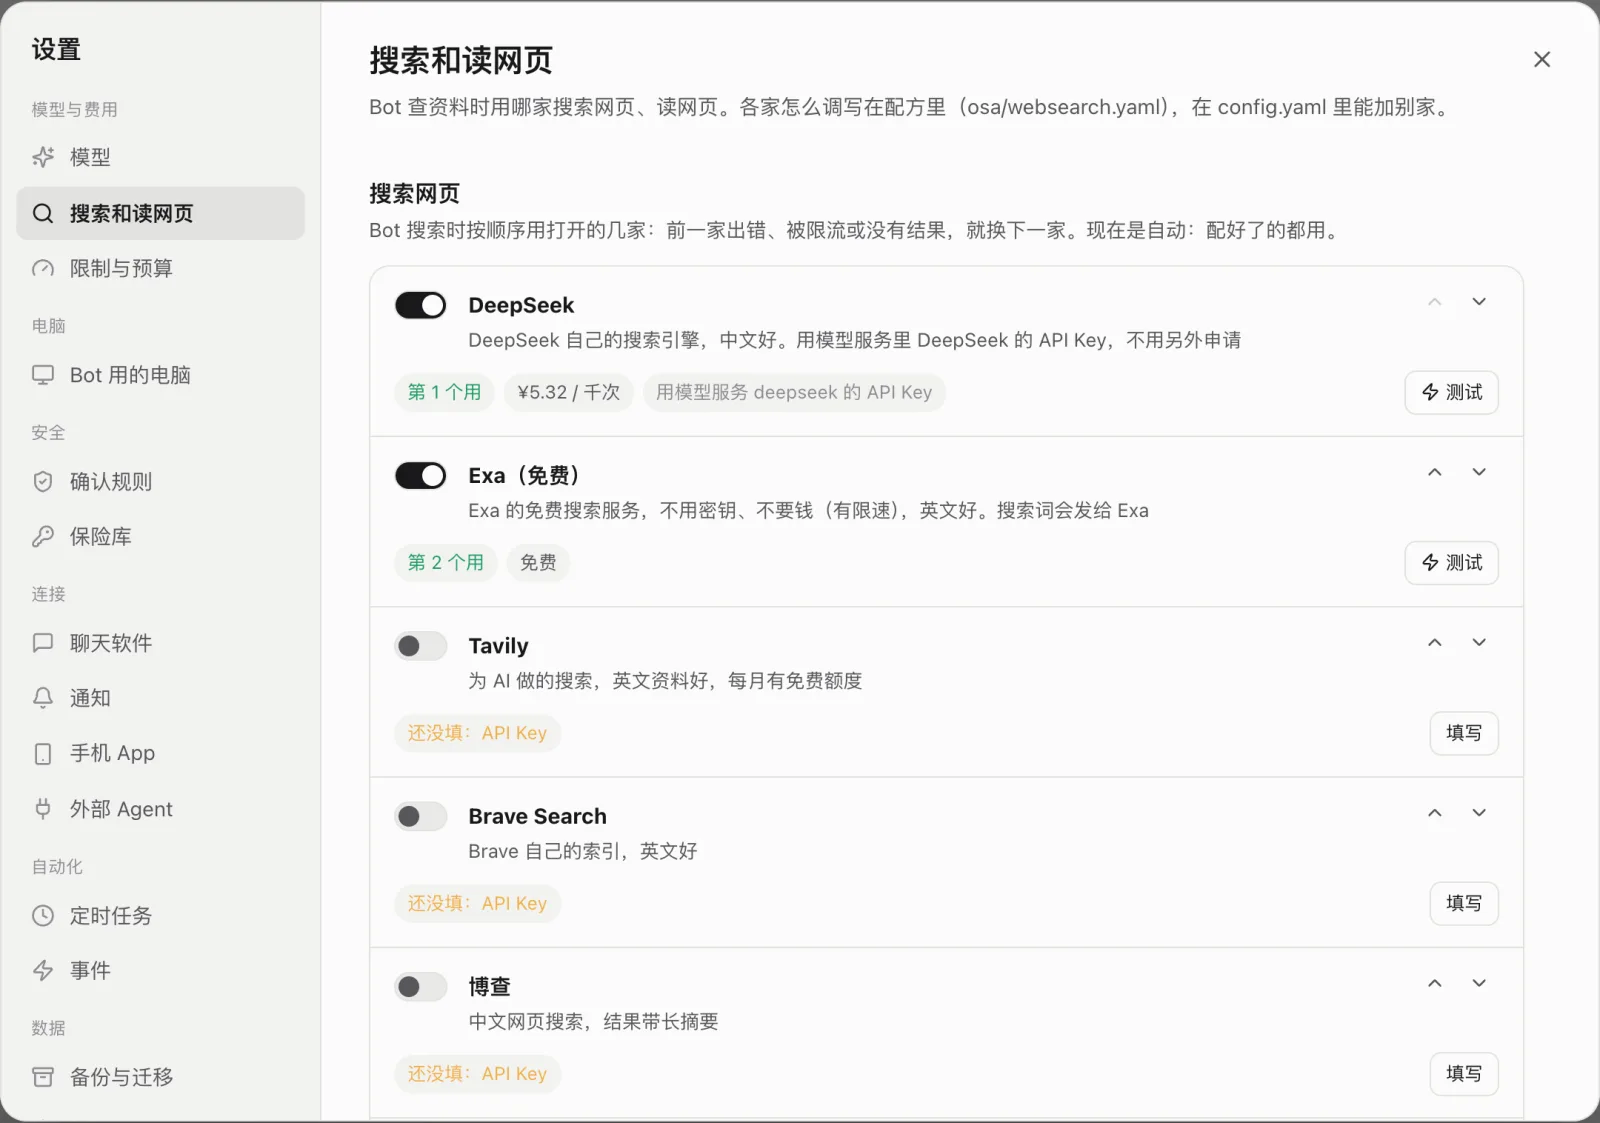 设置
模型与费用
模型
搜索和读网页
限制与预算
电脑
Bot 用的电脑
安全
确认规则
保险库
连接
聊天软件
通知
手机 App
外部 Agent
自动化
定时任务
事件
数据
备份与迁移
搜索和读网页
Bot 查资料时用哪家搜索网页、读网页。各家怎么调写在配方里（osa/websearch.yaml），在 config.yaml 里能加别家。
搜索网页
Bot 搜索时按顺序用打开的几家：前一家出错、被限流或没有结果，就换下一家。现在是自动：配好了的都用。
DeepSeek
DeepSeek 自己的搜索引擎，中文好。用模型服务里 DeepSeek 的 API Key，不用另外申请
第 1 个用 ¥5.32 / 千次 用模型服务 deepseek 的 API Key 测试
Exa（免费）
Exa 的免费搜索服务，不用密钥、不要钱（有限速），英文好。搜索词会发给 Exa
第 2 个用 免费 测试
Tavily
为 AI 做的搜索，英文资料好，每月有免费额度
还没填：API Key 填写
Brave Search
Brave 自己的索引，英文好
还没填：API Key 填写
博查
中文网页搜索，结果带长摘要
还没填：API Key 填写